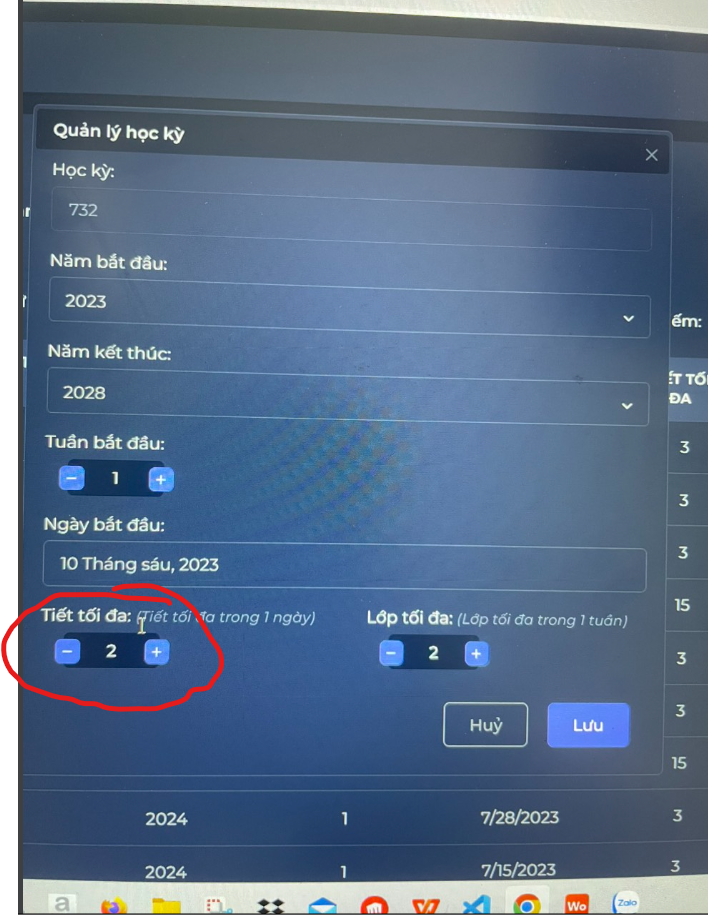 Quản lý học kỳ
Học kỳ:
732
Năm bắt đầu:
2023
Năm kết thúc:
2028
Tuần bắt đầu:
1
Ngày bắt đầu:
10 Tháng sáu, 2023
Tiết tối đa: (Tiết tối đa trong 1 ngày)
Lớp tối đa: (Lớp tối đa trong 1 tuần)
2
2
Huỷ
Lưu
ếm:
ẾT TỐI
ĐA
3
3
3
15
3
3
15
2024 1 7/28/2023 3
2024 1 7/15/2023 3
a
Wo
Zalo